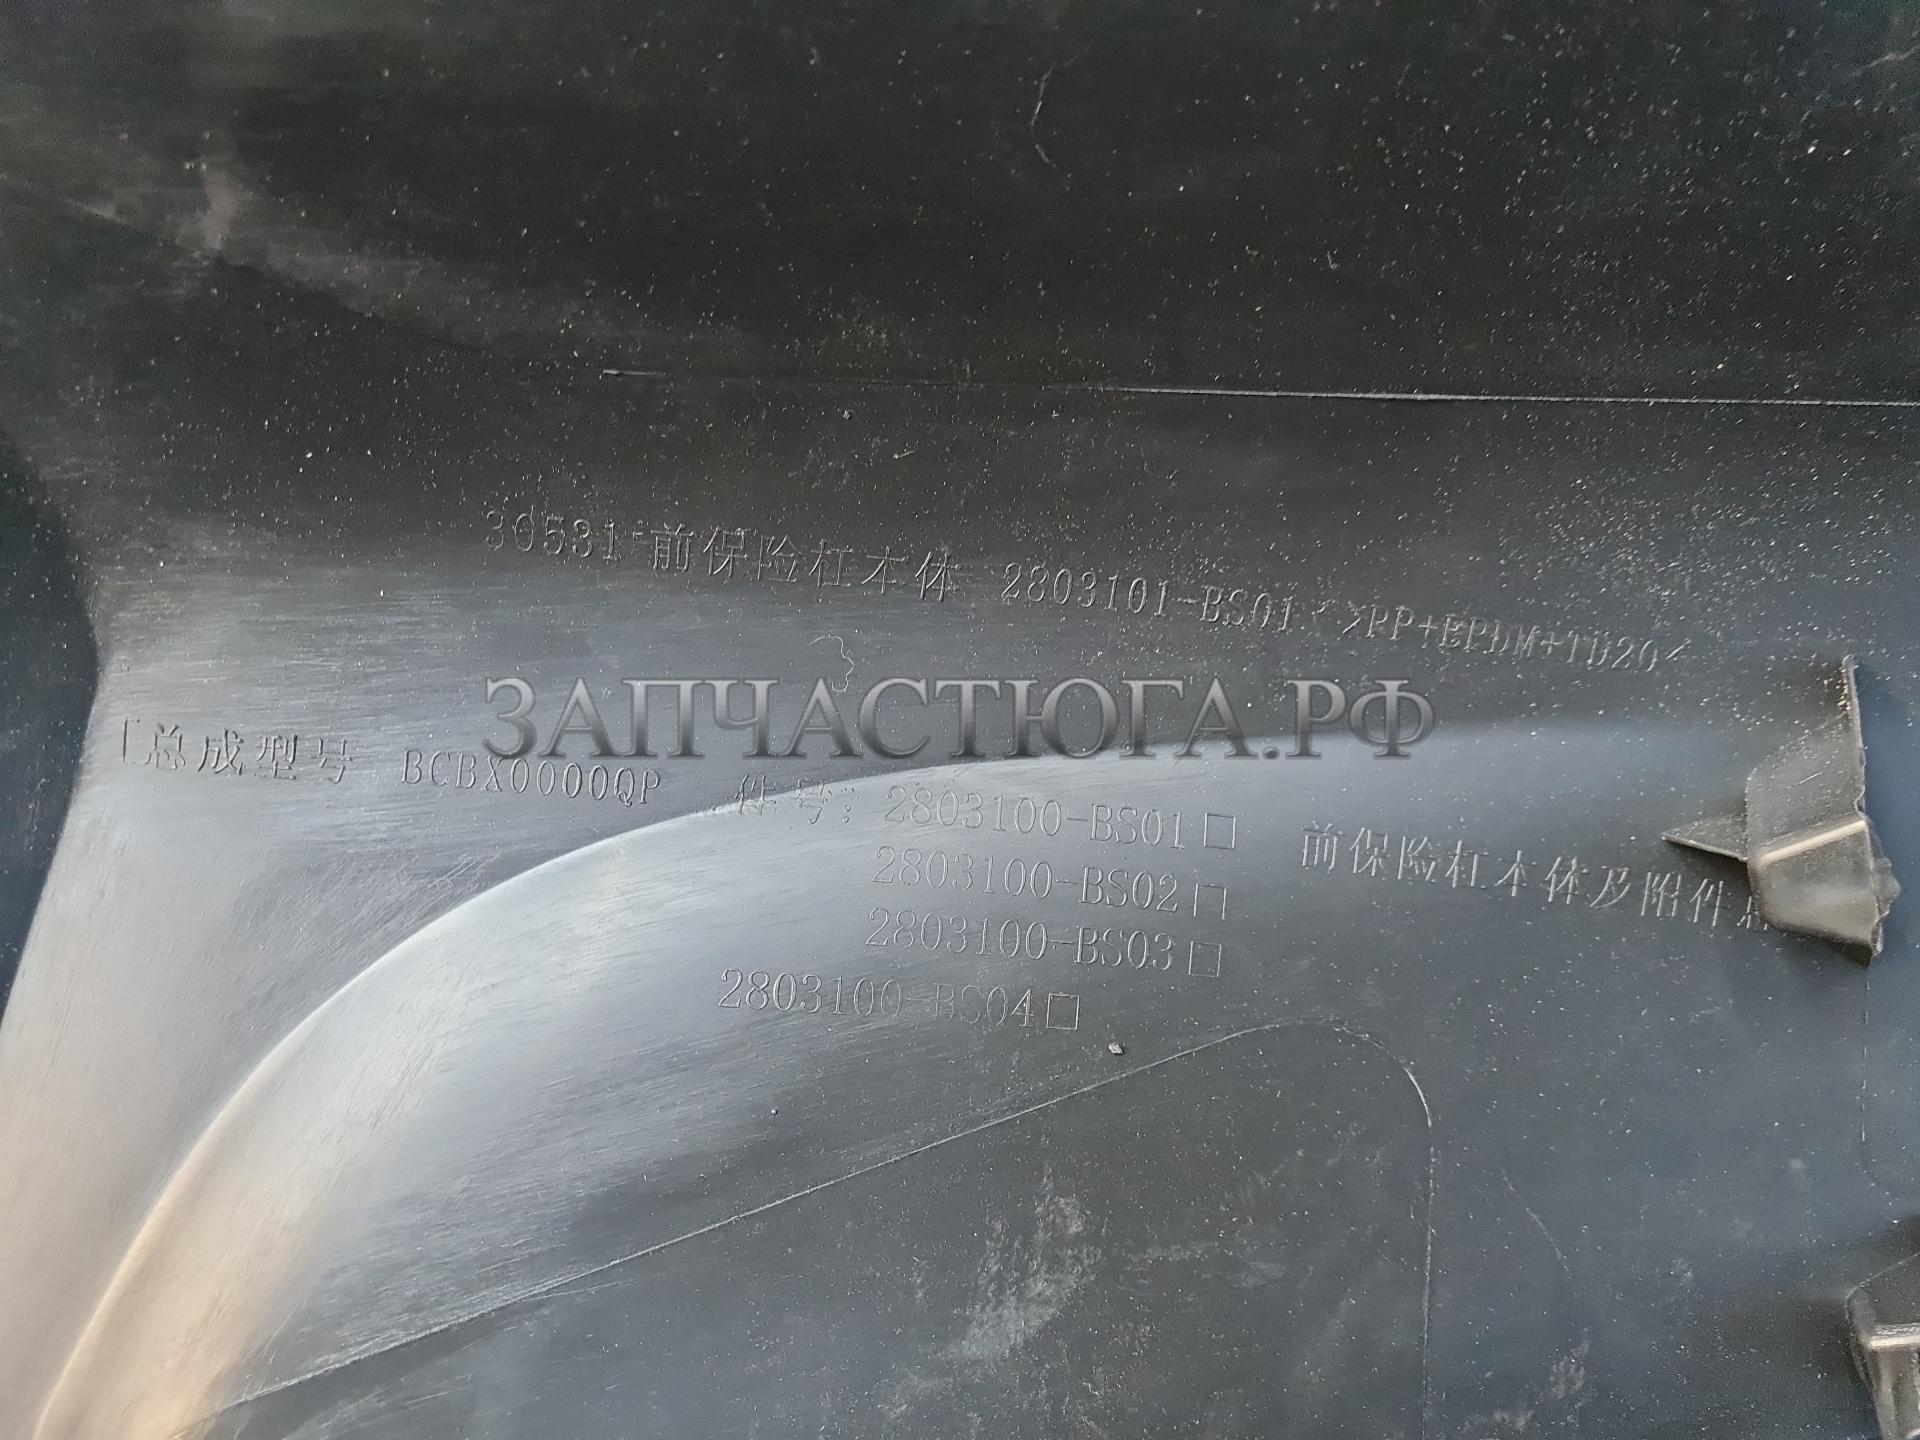 30531 前保险杠本体 2803101-BS01 >PP+EPDM+TD20<
ЗАПЧАСТЮГА.РФ
总成型号 BCBX0000QP 件号: 2803100-BS01□ 前保险杠本体及附件
2803100-BS02□
2803100-BS03□
2803100-BS04□